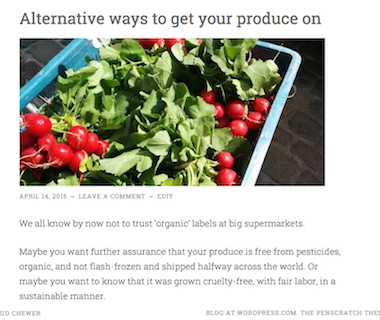 Alternative ways to get your produce on
APRIL 14, 2015 ~ LEAVE A COMMENT ~ EDIT
We all know by now not to trust 'organic' labels at big supermarkets.
Maybe you want further assurance that your produce is free from pesticides,
organic, and not flash-frozen and shipped halfway across the world. Or
maybe you want to know that it was grown cruelty-free, with fair labor, in a
sustainable manner.
UD CHEWER
BLOG AT WORDPRESS.COM. THE PENSCRATCH THEM